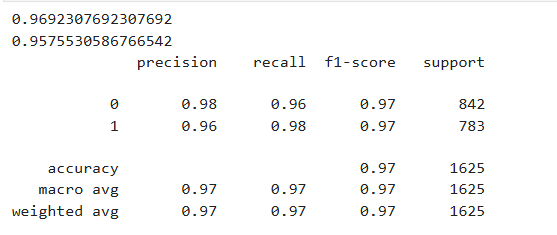 0.9692307692307692
0.9575530586766542
precision recall f1-score support
0 0.98 0.96 0.97 842
1 0.96 0.98 0.97 783
accuracy 0.97 1625
macro avg 0.97 0.97 0.97 1625
weighted avg 0.97 0.97 0.97 1625